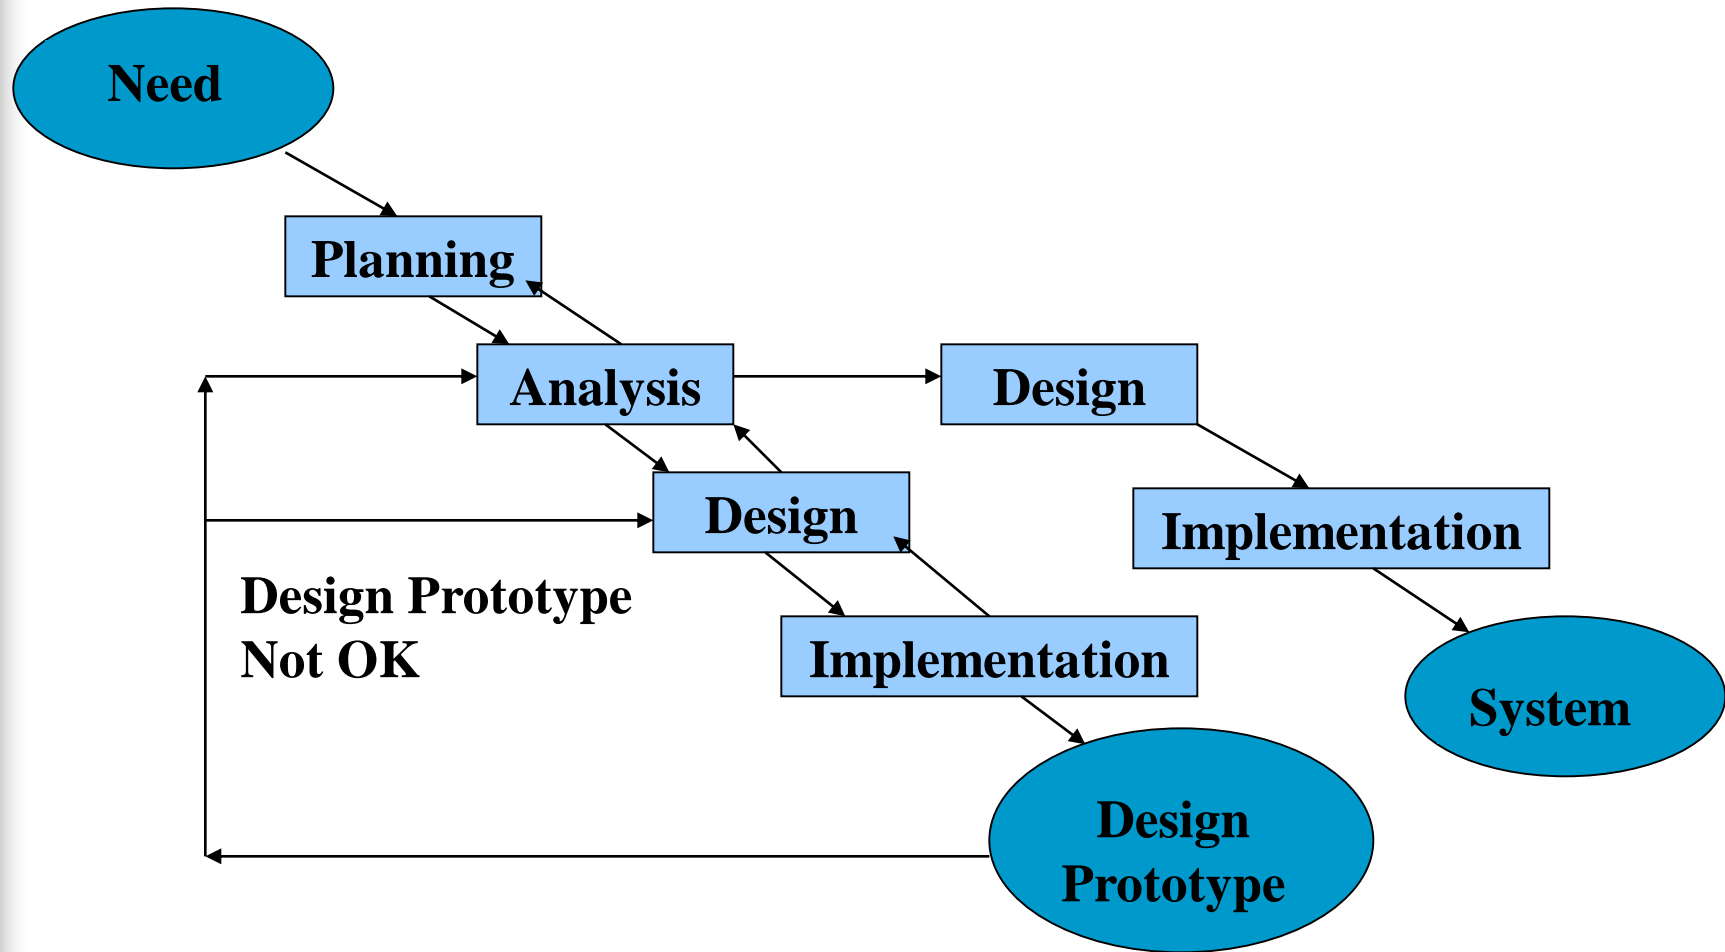 Need
Planning
Analysis
Design
Design
Implementation
Design Prototype
Not OK
Implementation
System
Design
Prototype